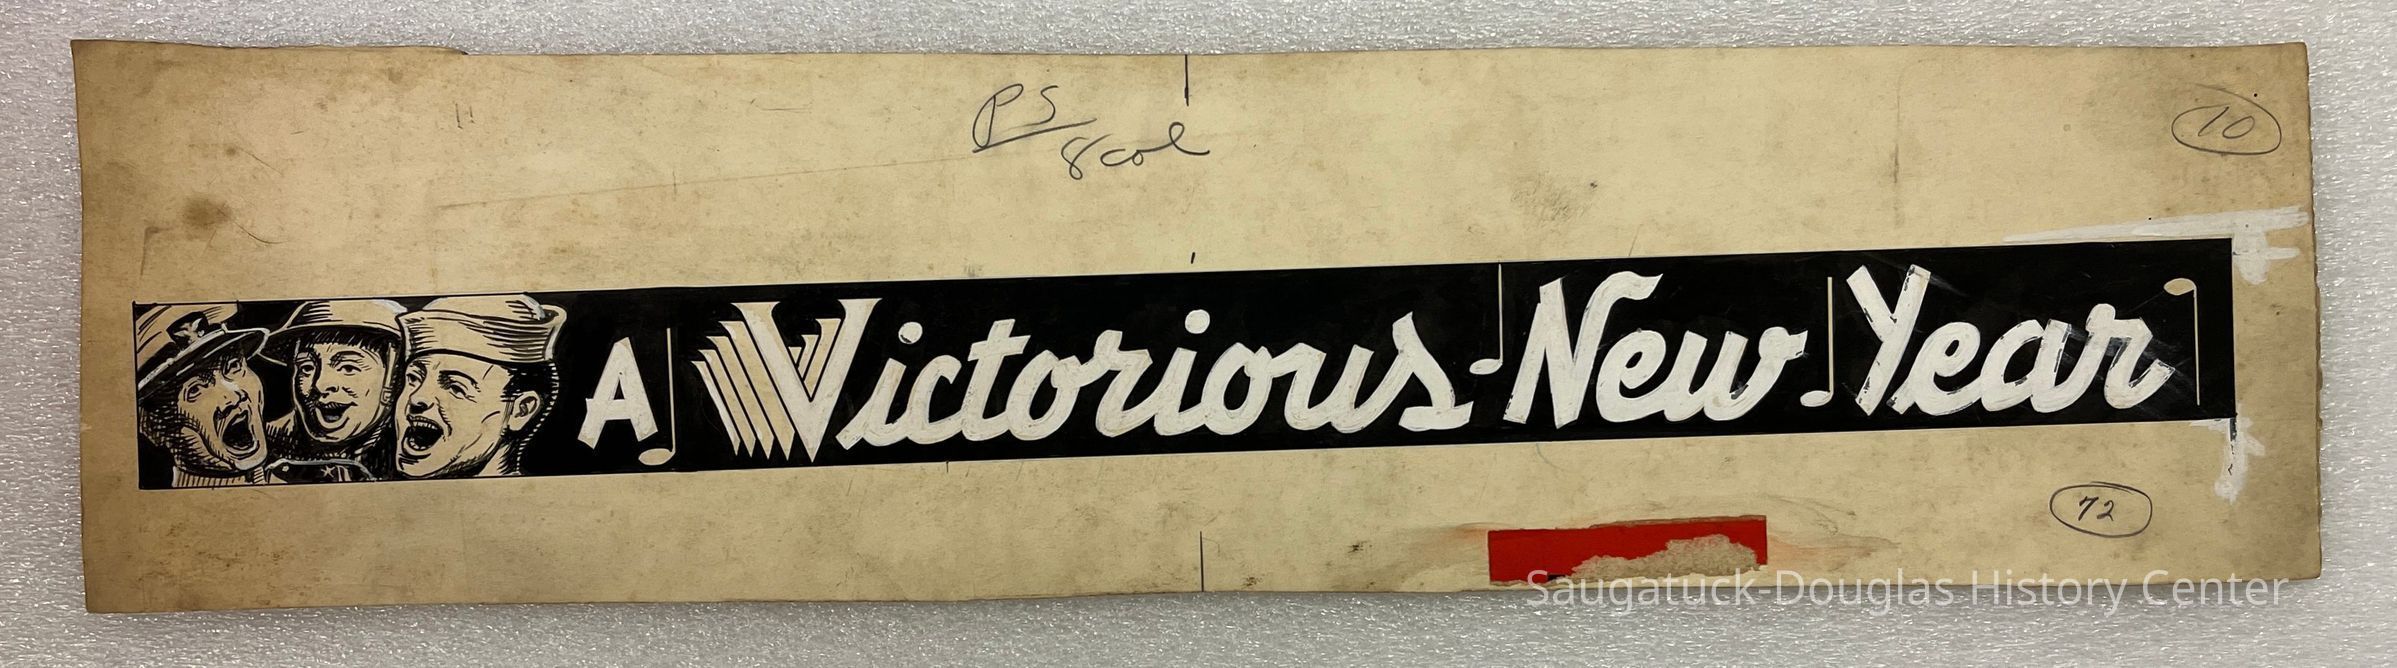 PS
8 col
10
A Victorious New Year
72
Saugatuck-Douglas History Center